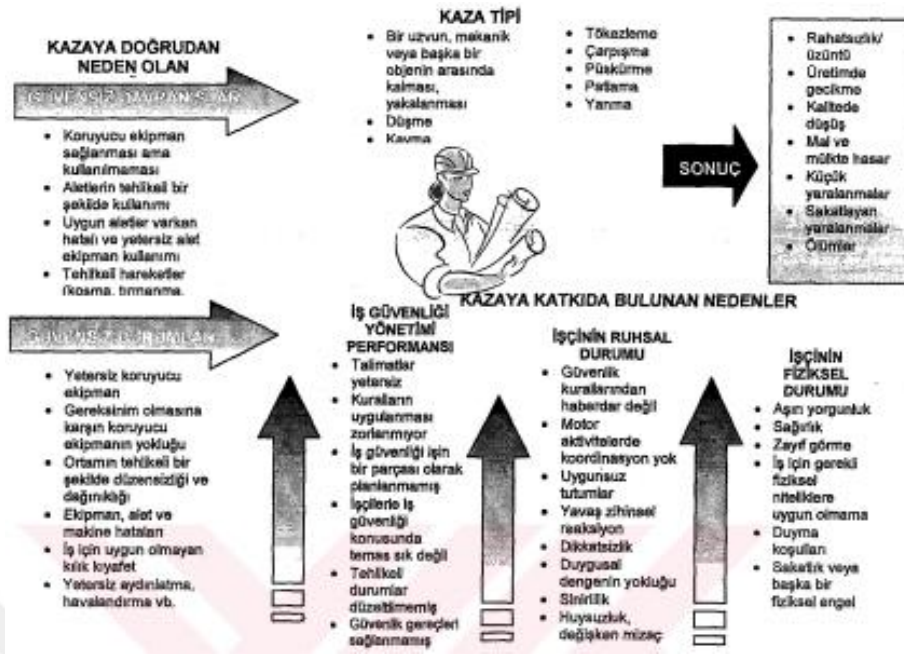 KAZAYA DOĞRUDAN
NEDEN OLAN
GÜVENSİZ DAVRANIŞLAR
• Koruyucu ekipman
sağlanması ama
kullanılmaması
• Aletlerin tehlikeli bir
şekilde kullanımı
• Uygun aletler varken
hatalı ve yetersiz alet
ekipman kullanımı
• Tehlikeli hareketler
(koşma, tırmanma,
GÜVENSİZ DURUMLAR
• Yetersiz koruyucu
ekipman
• Gereksinim olmasına
karşın koruyucu
ekipmanın yokluğu
• Ortamın tehlikeli bir
şekilde düzensizliği ve
dağınıklığı
• Ekipman, alet ve
makine hataları
• İş için uygun olmayan
kılık kıyafet
• Yetersiz aydınlatma,
havalandırma vb.
KAZA TİPİ
• Bir uzvun, mekanik
veya başka bir
objenin arasında
kalması,
yakalanması
• Düşme
• Kayma
• Tökezleme
• Çarpışma
• Püskürme
• Patlama
• Yanma
SONUÇ
• Rahatsızlık/
üzüntü
• Üretimde
gecikme
• Kalitede
düşüş
• Mal ve
mülkte hasar
• Küçük
yaralanmalar
• Sakatlayan
yaralanmalar
• Ölümler
KAZAYA KATKIDA BULUNAN NEDENLER
İŞ GÜVENLİĞİ
YÖNETİMİ
PERFORMANSI
• Talimatlar
yetersiz
• Kuralların
uygulanması
zorlanmıyor
• İş güvenliği işin
bir parçası olarak
planlanmamış
• İşçilerle iş
güvenliği
konusunda
temas sık değil
• Tehlikeli
durumlar
düzeltilmemiş
• Güvenlik gereçleri
sağlanmamış
İŞÇİNİN RUHSAL
DURUMU
• Güvenlik
kurallarından
haberdar değil
• Motor
aktivitelerde
koordinasyon yok
• Uygunsuz
tutumlar
• Yavaş zihinsel
reaksiyon
• Dikkatsizlik
• Duygusal
dengenin yokluğu
• Sinirlilik
• Huysuzluk,
değişken mizaç
İŞÇİNİN
FİZİKSEL
DURUMU
• Aşırı yorgunluk
• Sağırlık
• Zayıf görme
• İş için gerekli
fiziksel
niteliklere
uygun olmama
• Duyma
koşulları
• Sakatlık veya
başka bir
fiziksel engel